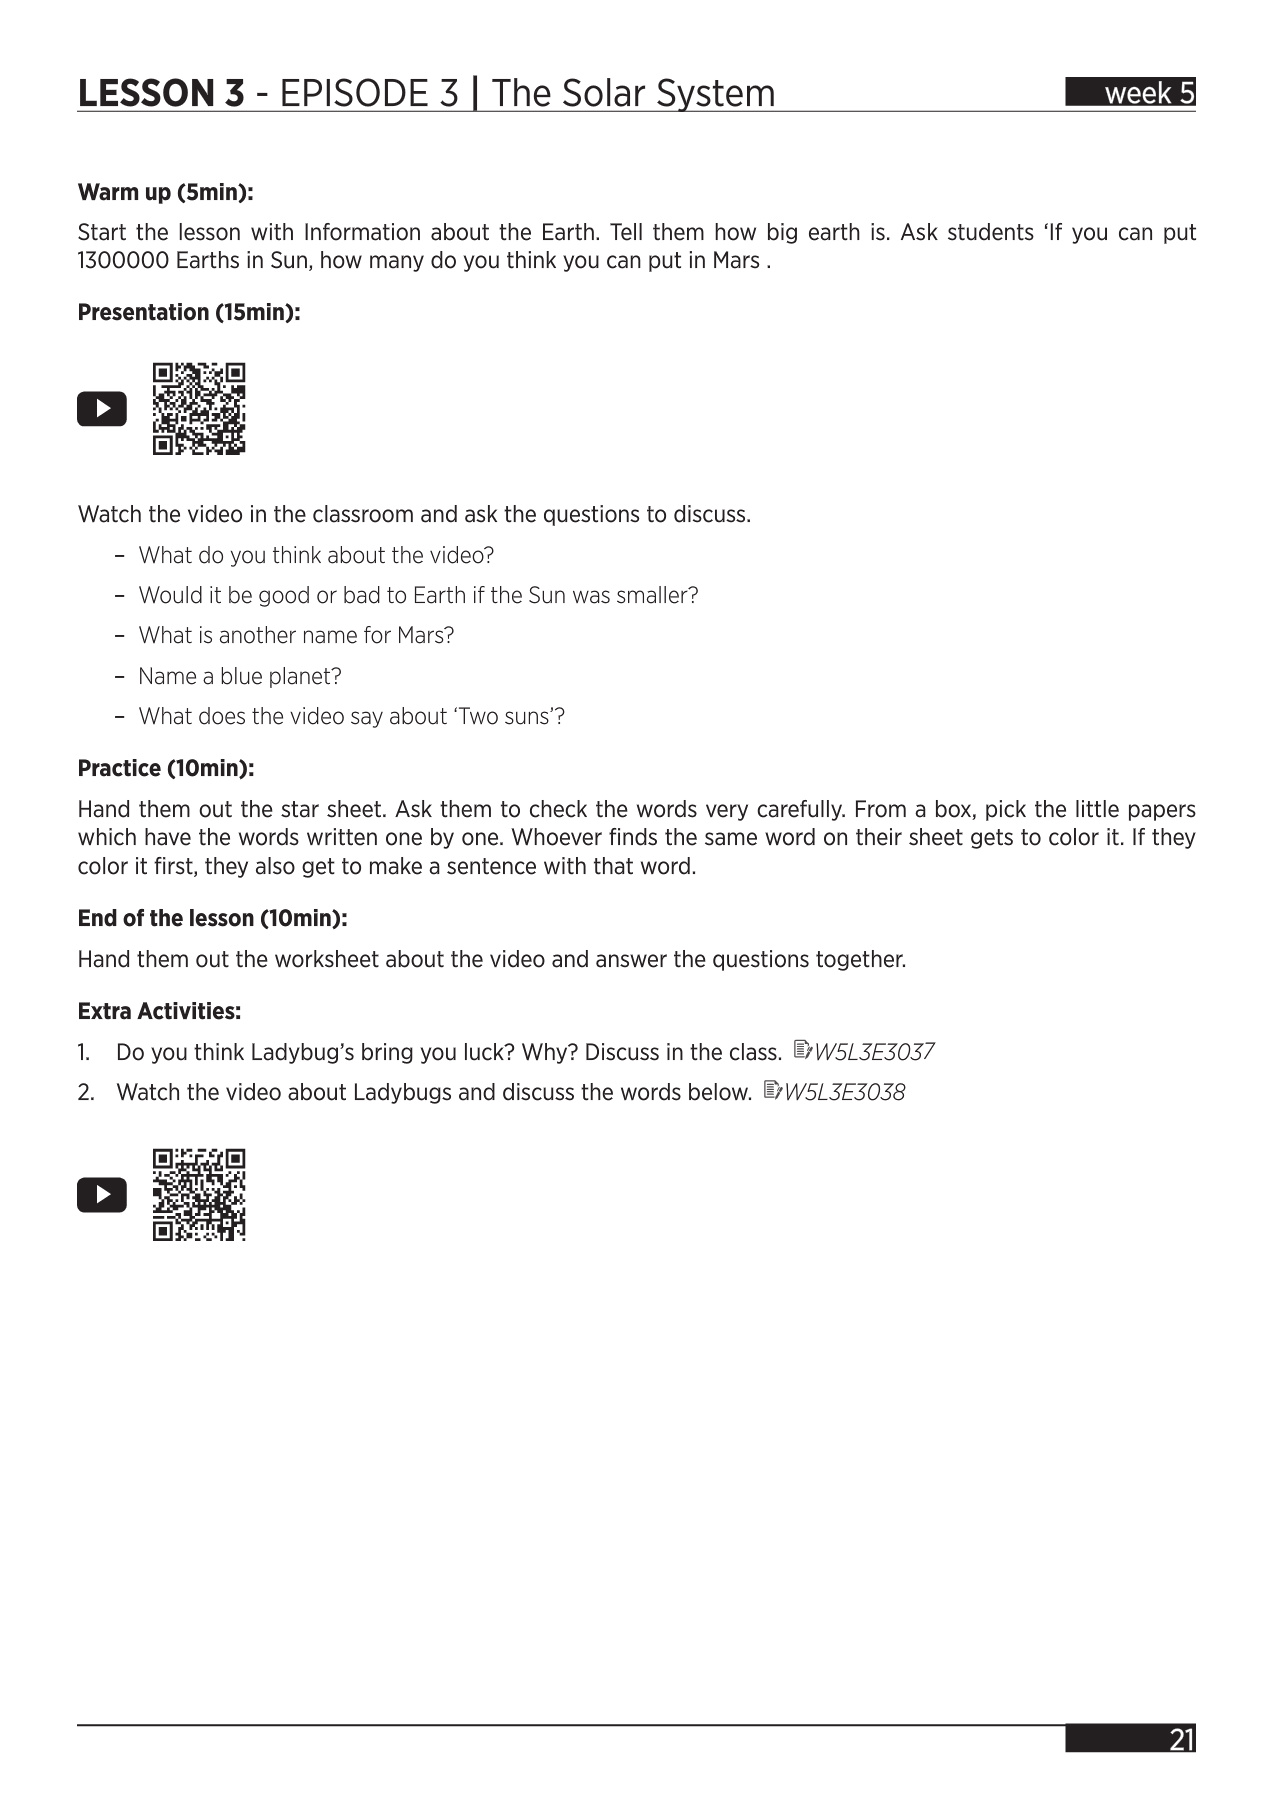 LESSON 3 - EPISODE 3 | The Solar System
week 5
Warm up (5min):
Start the lesson with Information about the Earth. Tell them how big earth is. Ask students ‘If you can put
1300000 Earths in Sun, how many do you think you can put in Mars .
Presentation (15min):
Watch the video in the classroom and ask the questions to discuss.
– What do you think about the video?
– Would it be good or bad to Earth if the Sun was smaller?
– What is another name for Mars?
– Name a blue planet?
– What does the video say about ‘Two suns’?
Practice (10min):
Hand them out the star sheet. Ask them to check the words very carefully. From a box, pick the little papers
which have the words written one by one. Whoever finds the same word on their sheet gets to color it. If they
color it first, they also get to make a sentence with that word.
End of the lesson (10min):
Hand them out the worksheet about the video and answer the questions together.
Extra Activities:
1. Do you think Ladybug’s bring you luck? Why? Discuss in the class. W5L3E3037
2. Watch the video about Ladybugs and discuss the words below. W5L3E3038
21